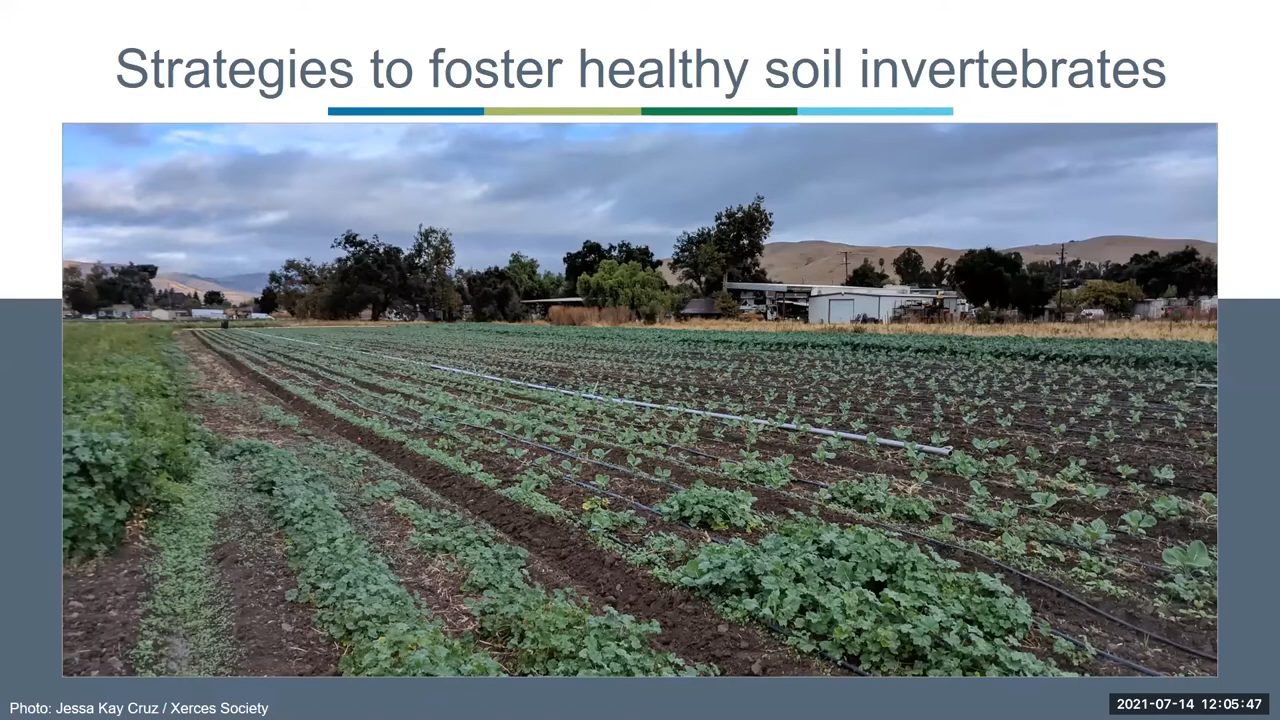 Strategies to foster healthy soil invertebrates
Photo: Jessa Kay Cruz / Xerces Society
2021-07-14 12:05:47